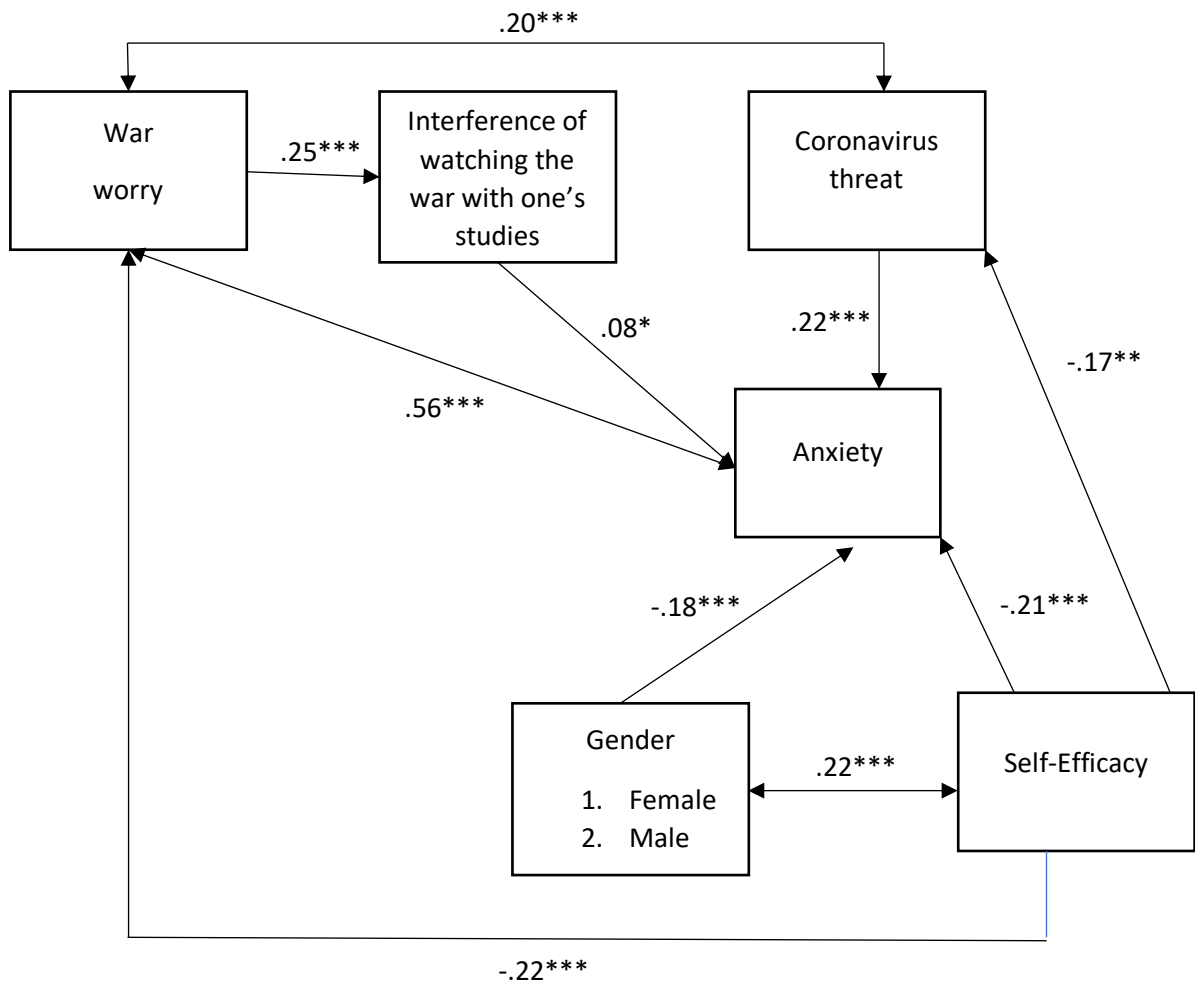 .20***
War
worry
.25***
Interference of
watching the
war with one’s
studies
Coronavirus
threat
.08*
.22***
-.17**
.56***
Anxiety
-.18***
-.21***
Gender
1. Female
2. Male
.22***
Self-Efficacy
-.22***